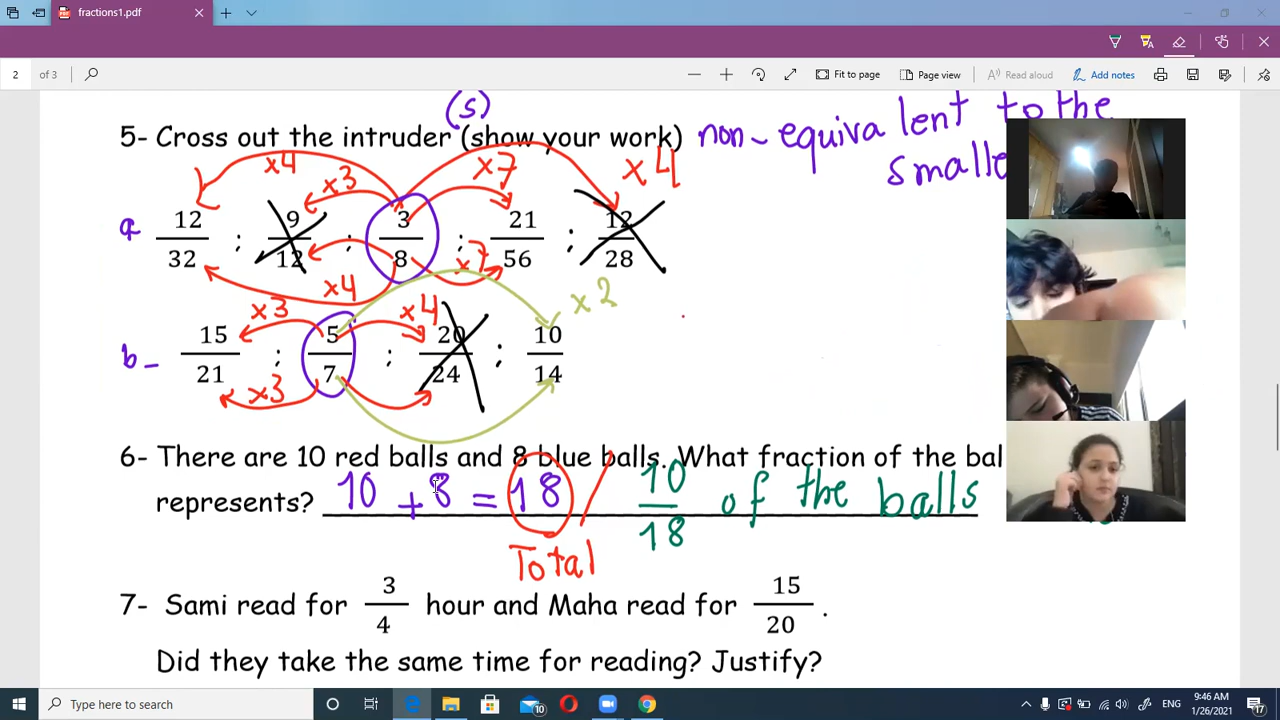 fractions1.pdf
2 of 3
Fit to page
Page view
Read aloud
Add notes
(s)
5- Cross out the intruder (show your work) non-equivalent to the
smalle
x4 x3 x7 x4
a 12/32 ; 9/12 ; 3/8 ; 21/56 ; 12/28
x4 x7
x2
x3 x4
b- 15/21 ; 5/7 ; 20/24 ; 10/14
x3
6- There are 10 red balls and 8 blue balls. What fraction of the bal
represents? 10 + 8 = 18 / 10/18 of the balls
Total
7- Sami read for 3/4 hour and Maha read for 15/20 .
Did they take the same time for reading? Justify?
Type here to search
10
ENG
9:46 AM
1/26/2021
17